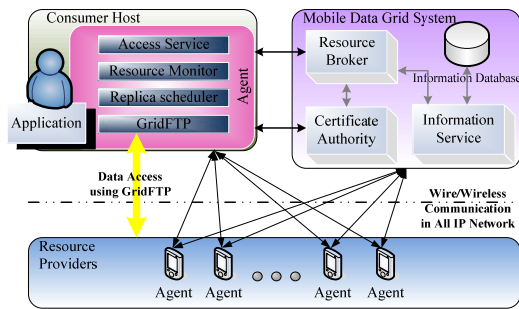 Consumer Host
Access Service
Resource Monitor
Replica scheduler
GridFTP
Agent
Application
Mobile Data Grid System
Resource
Broker
Information Database
Certificate
Authority
Information
Service
Data Access
using GridFTP
Wire/Wireless
Communication
in All IP Network
Resource
Providers
Agent
Agent
Agent
Agent